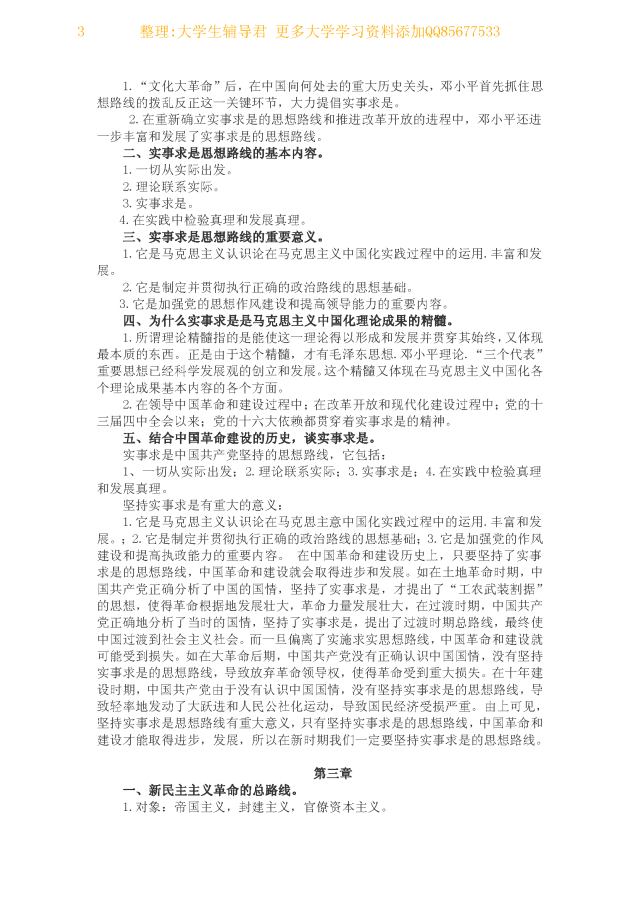 3 整理:大学生辅导君 更多大学学习资料添加QQ85677533
1.“文化大革命”后，在中国向何处去的重大历史关头，邓小平首先抓住思
想路线的拨乱反正这一关键环节，大力提倡实事求是。
2.在重新确立实事求是的思想路线和推进改革开放的进程中，邓小平还进
一步丰富和发展了实事求是的思想路线。
二、实事求是思想路线的基本内容。
1.一切从实际出发。
2.理论联系实际。
3.实事求是。
4.在实践中检验真理和发展真理。
三、实事求是思想路线的重要意义。
1.它是马克思主义认识论在马克思主义中国化实践过程中的运用.丰富和发
展。
2.它是制定并贯彻执行正确的政治路线的思想基础。
3.它是加强党的思想作风建设和提高领导能力的重要内容。
四、为什么实事求是是马克思主义中国化理论成果的精髓。
1.所谓理论精髓指的是能使这一理论得以形成和发展并贯穿其始终，又体现
最本质的东西。正是由于这个精髓，才有毛泽东思想.邓小平理论.“三个代表”
重要思想已经科学发展观的创立和发展。这个精髓又体现在马克思主义中国化各
个理论成果基本内容的各个方面。
2.在领导中国革命和建设过程中；在改革开放和现代化建设过程中；党的十
三届四中全会以来；党的十六大依赖都贯穿着实事求是的精神。
五、结合中国革命建设的历史，谈实事求是。
实事求是中国共产党坚持的思想路线，它包括：
1、一切从实际出发；2.理论联系实际；3.实事求是；4.在实践中检验真理
和发展真理。
坚持实事求是有重大的意义：
1.它是马克思主义认识论在马克思主意中国化实践过程中的运用.丰富和发
展。；2.它是制定并贯彻执行正确的政治路线的思想基础；3.它是加强党的作风
建设和提高执政能力的重要内容。 在中国革命和建设历史上，只要坚持了实事
求是的思想路线，中国革命和建设就会取得进步和发展。如在土地革命时期，中
国共产党正确分析了中国的国情，坚持了实事求是，才提出了“工农武装割据”
的思想，使得革命根据地发展壮大，革命力量发展壮大，在过渡时期，中国共产
党正确地分析了当时的国情，坚持了实事求是，提出了过渡时期总路线，最终使
中国过渡到社会主义社会。而一旦偏离了实施求实思想路线，中国革命和建设就
可能受到损失。如在大革命后期，中国共产党没有正确认识中国国情，没有坚持
实事求是的思想路线，导致放弃革命领导权，使得革命受到重大损失。在十年建
设时期，中国共产党由于没有认识中国国情，没有坚持实事求是的思想路线，导
致轻率地发动了大跃进和人民公社化运动，导致国民经济受损严重。由上可见，
坚持实事求是思想路线有重大意义，只有坚持实事求是的思想路线，中国革命和
建设才能取得进步，发展，所以在新时期我们一定要坚持实事求是的思想路线。
第三章
一、新民主主义革命的总路线。
1.对象：帝国主义，封建主义，官僚资本主义。